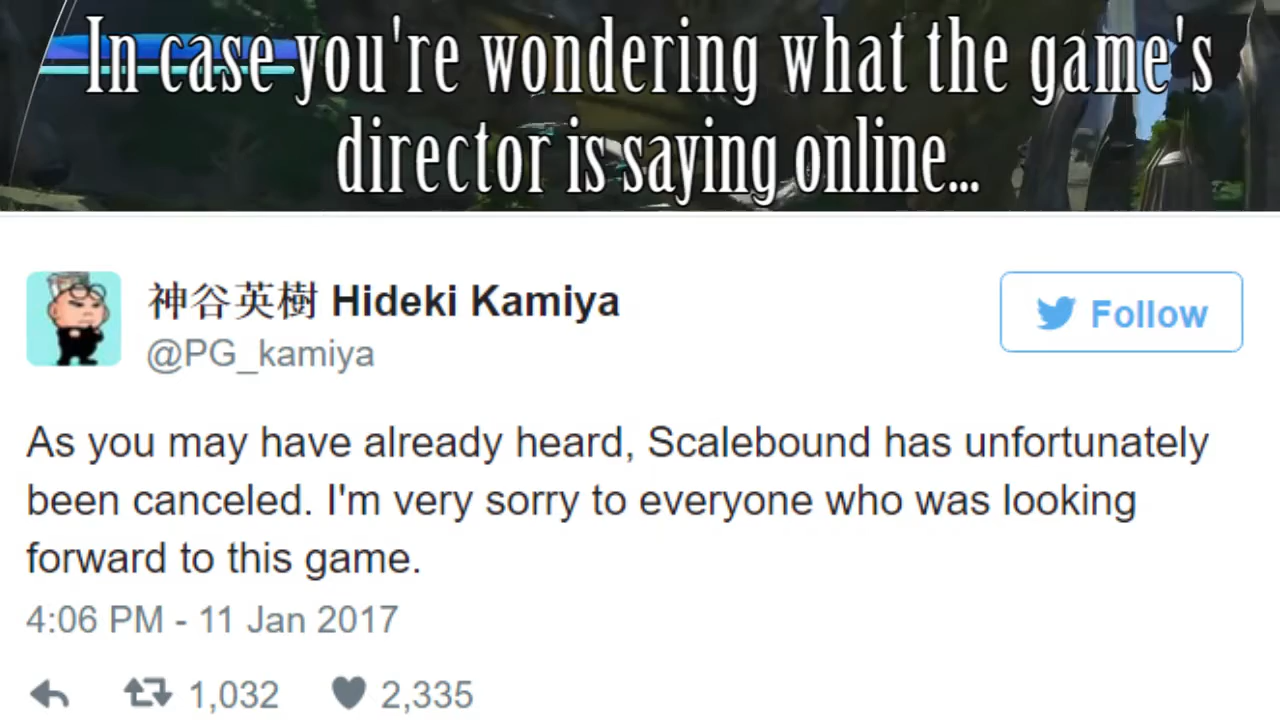 In case you're wondering what the game's
director is saying online...
神谷英樹 Hideki Kamiya
@PG_kamiya
Follow
As you may have already heard, Scalebound has unfortunately
been canceled. I'm very sorry to everyone who was looking
forward to this game.
4:06 PM - 11 Jan 2017
1,032 2,335